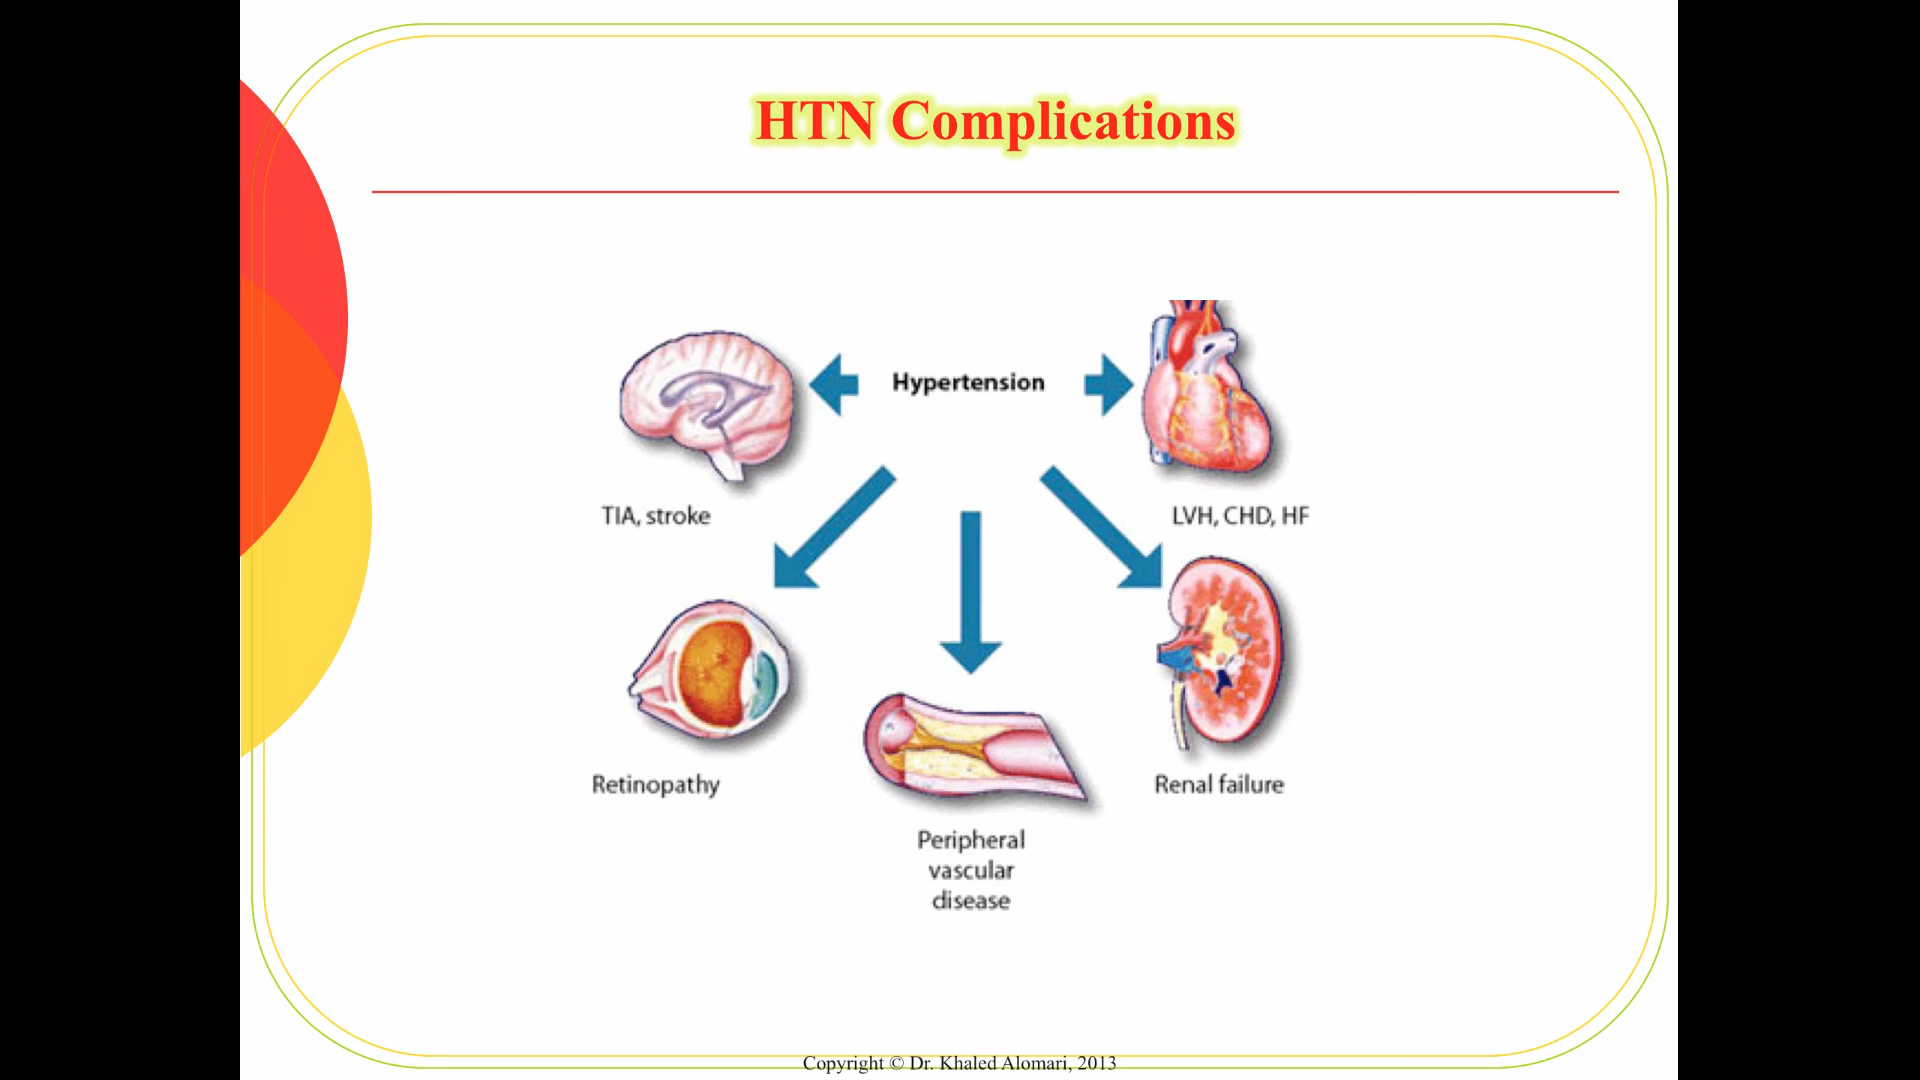 HTN Complications
Hypertension
TIA, stroke
LVH, CHD, HF
Retinopathy
Renal failure
Peripheral
vascular
disease
Copyright © Dr. Khaled Alomari, 2013